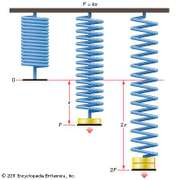 F = kx
0
x
F
2x
2F
© 2011 Encyclopædia Britannica, Inc.